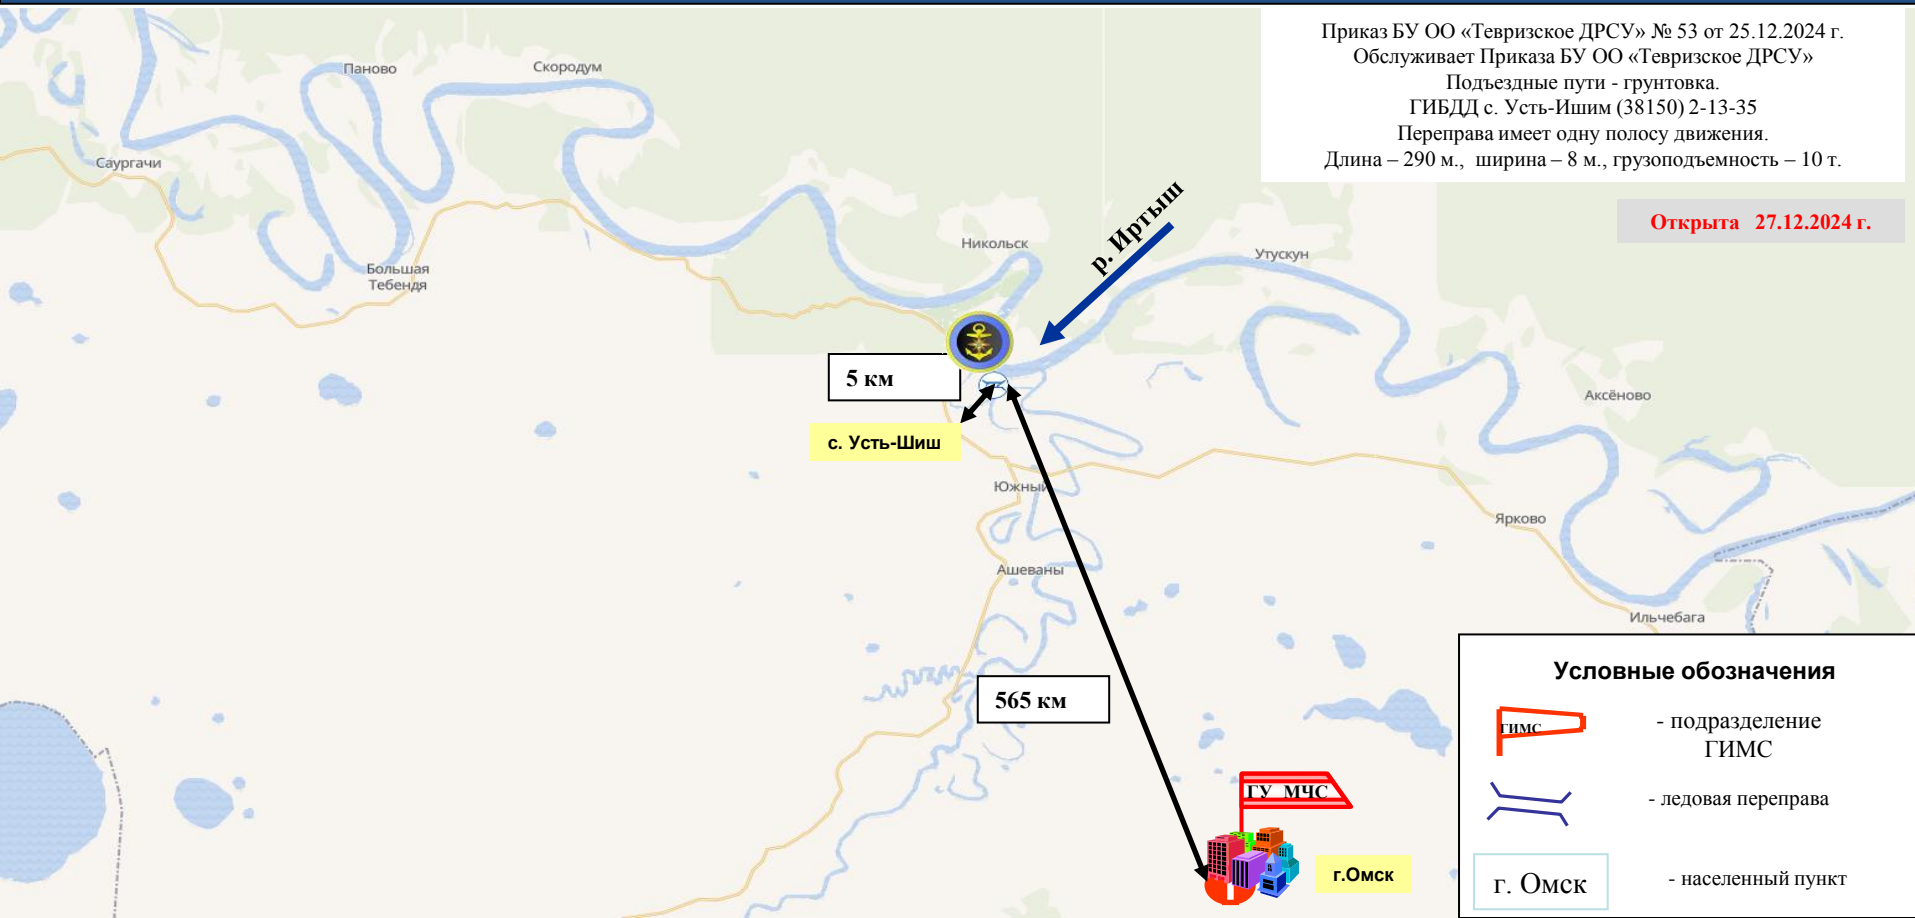 Приказ БУ ОО «Тевризское ДРСУ» № 53 от 25.12.2024 г.
Обслуживает Приказа БУ ОО «Тевризское ДРСУ»
Подъездные пути - грунтовка.
ГИБДД с. Усть-Ишим (38150) 2-13-35
Переправа имеет одну полосу движения.
Длина – 290 м., ширина – 8 м., грузоподъемность – 10 т.
Открыта 27.12.2024 г.
Паново
Скородум
Саургачи
Большая
Тебендя
Никольск
р. Иртыш
Утускун
5 км
с. Усть-Шиш
Аксёново
Южный
Ярково
Ашеваны
Ильчебага
565 км
ГУ МЧС
г.Омск
Условные обозначения
ГИМС
- подразделение
ГИМС
- ледовая переправа
г. Омск
- населенный пункт